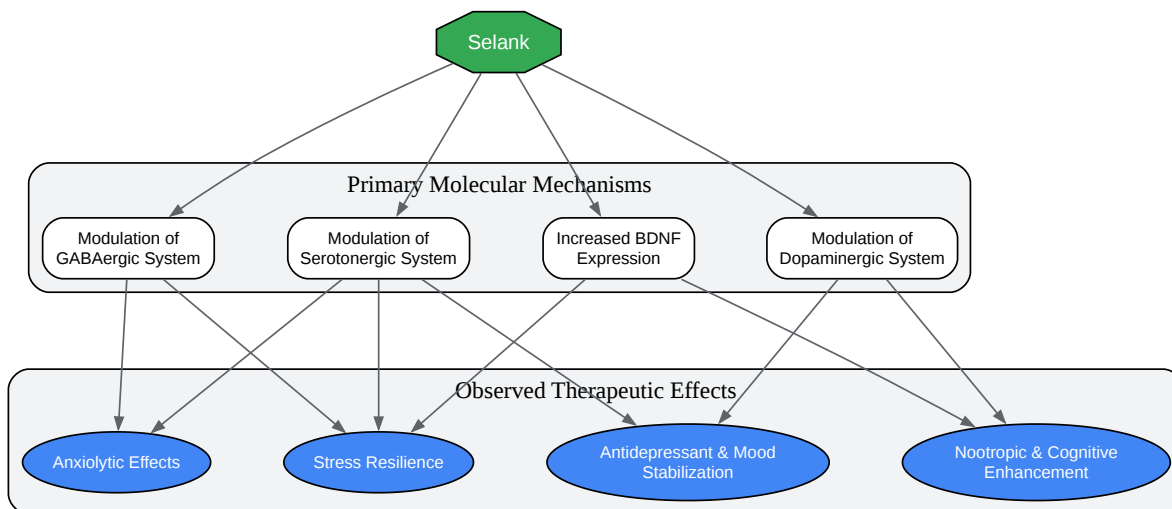 Selank
Primary Molecular Mechanisms
Modulation of
GABAergic System
Modulation of
Serotonergic System
Increased BDNF
Expression
Modulation of
Dopaminergic System
Observed Therapeutic Effects
Anxiolytic Effects
Stress Resilience
Antidepressant & Mood
Stabilization
Nootropic & Cognitive
Enhancement